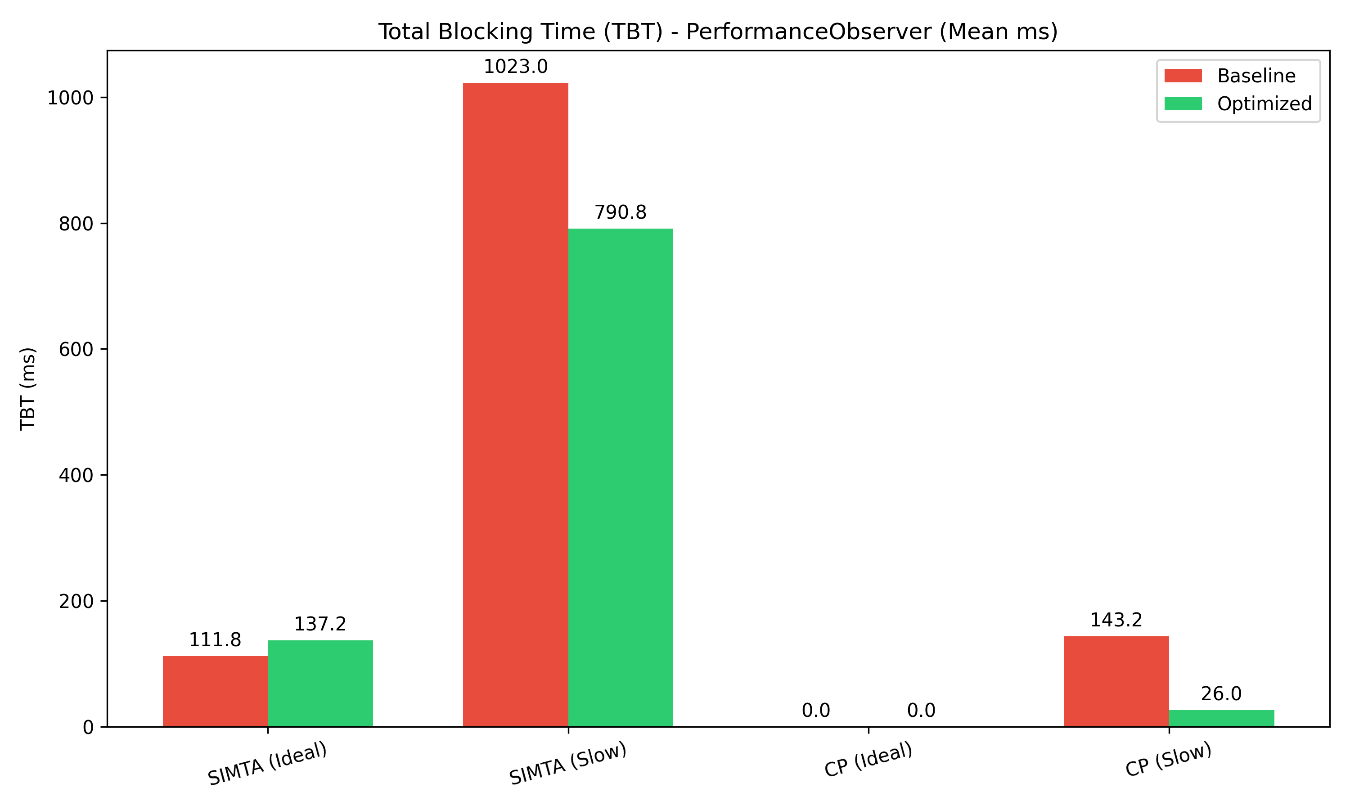 Total Blocking Time (TBT) - PerformanceObserver (Mean ms)
Baseline
Optimized
TBT (ms)
1000
800
600
400
200
0
111.8
137.2
1023.0
790.8
0.0
0.0
143.2
26.0
SIMTA (Ideal)
SIMTA (Slow)
CP (Ideal)
CP (Slow)